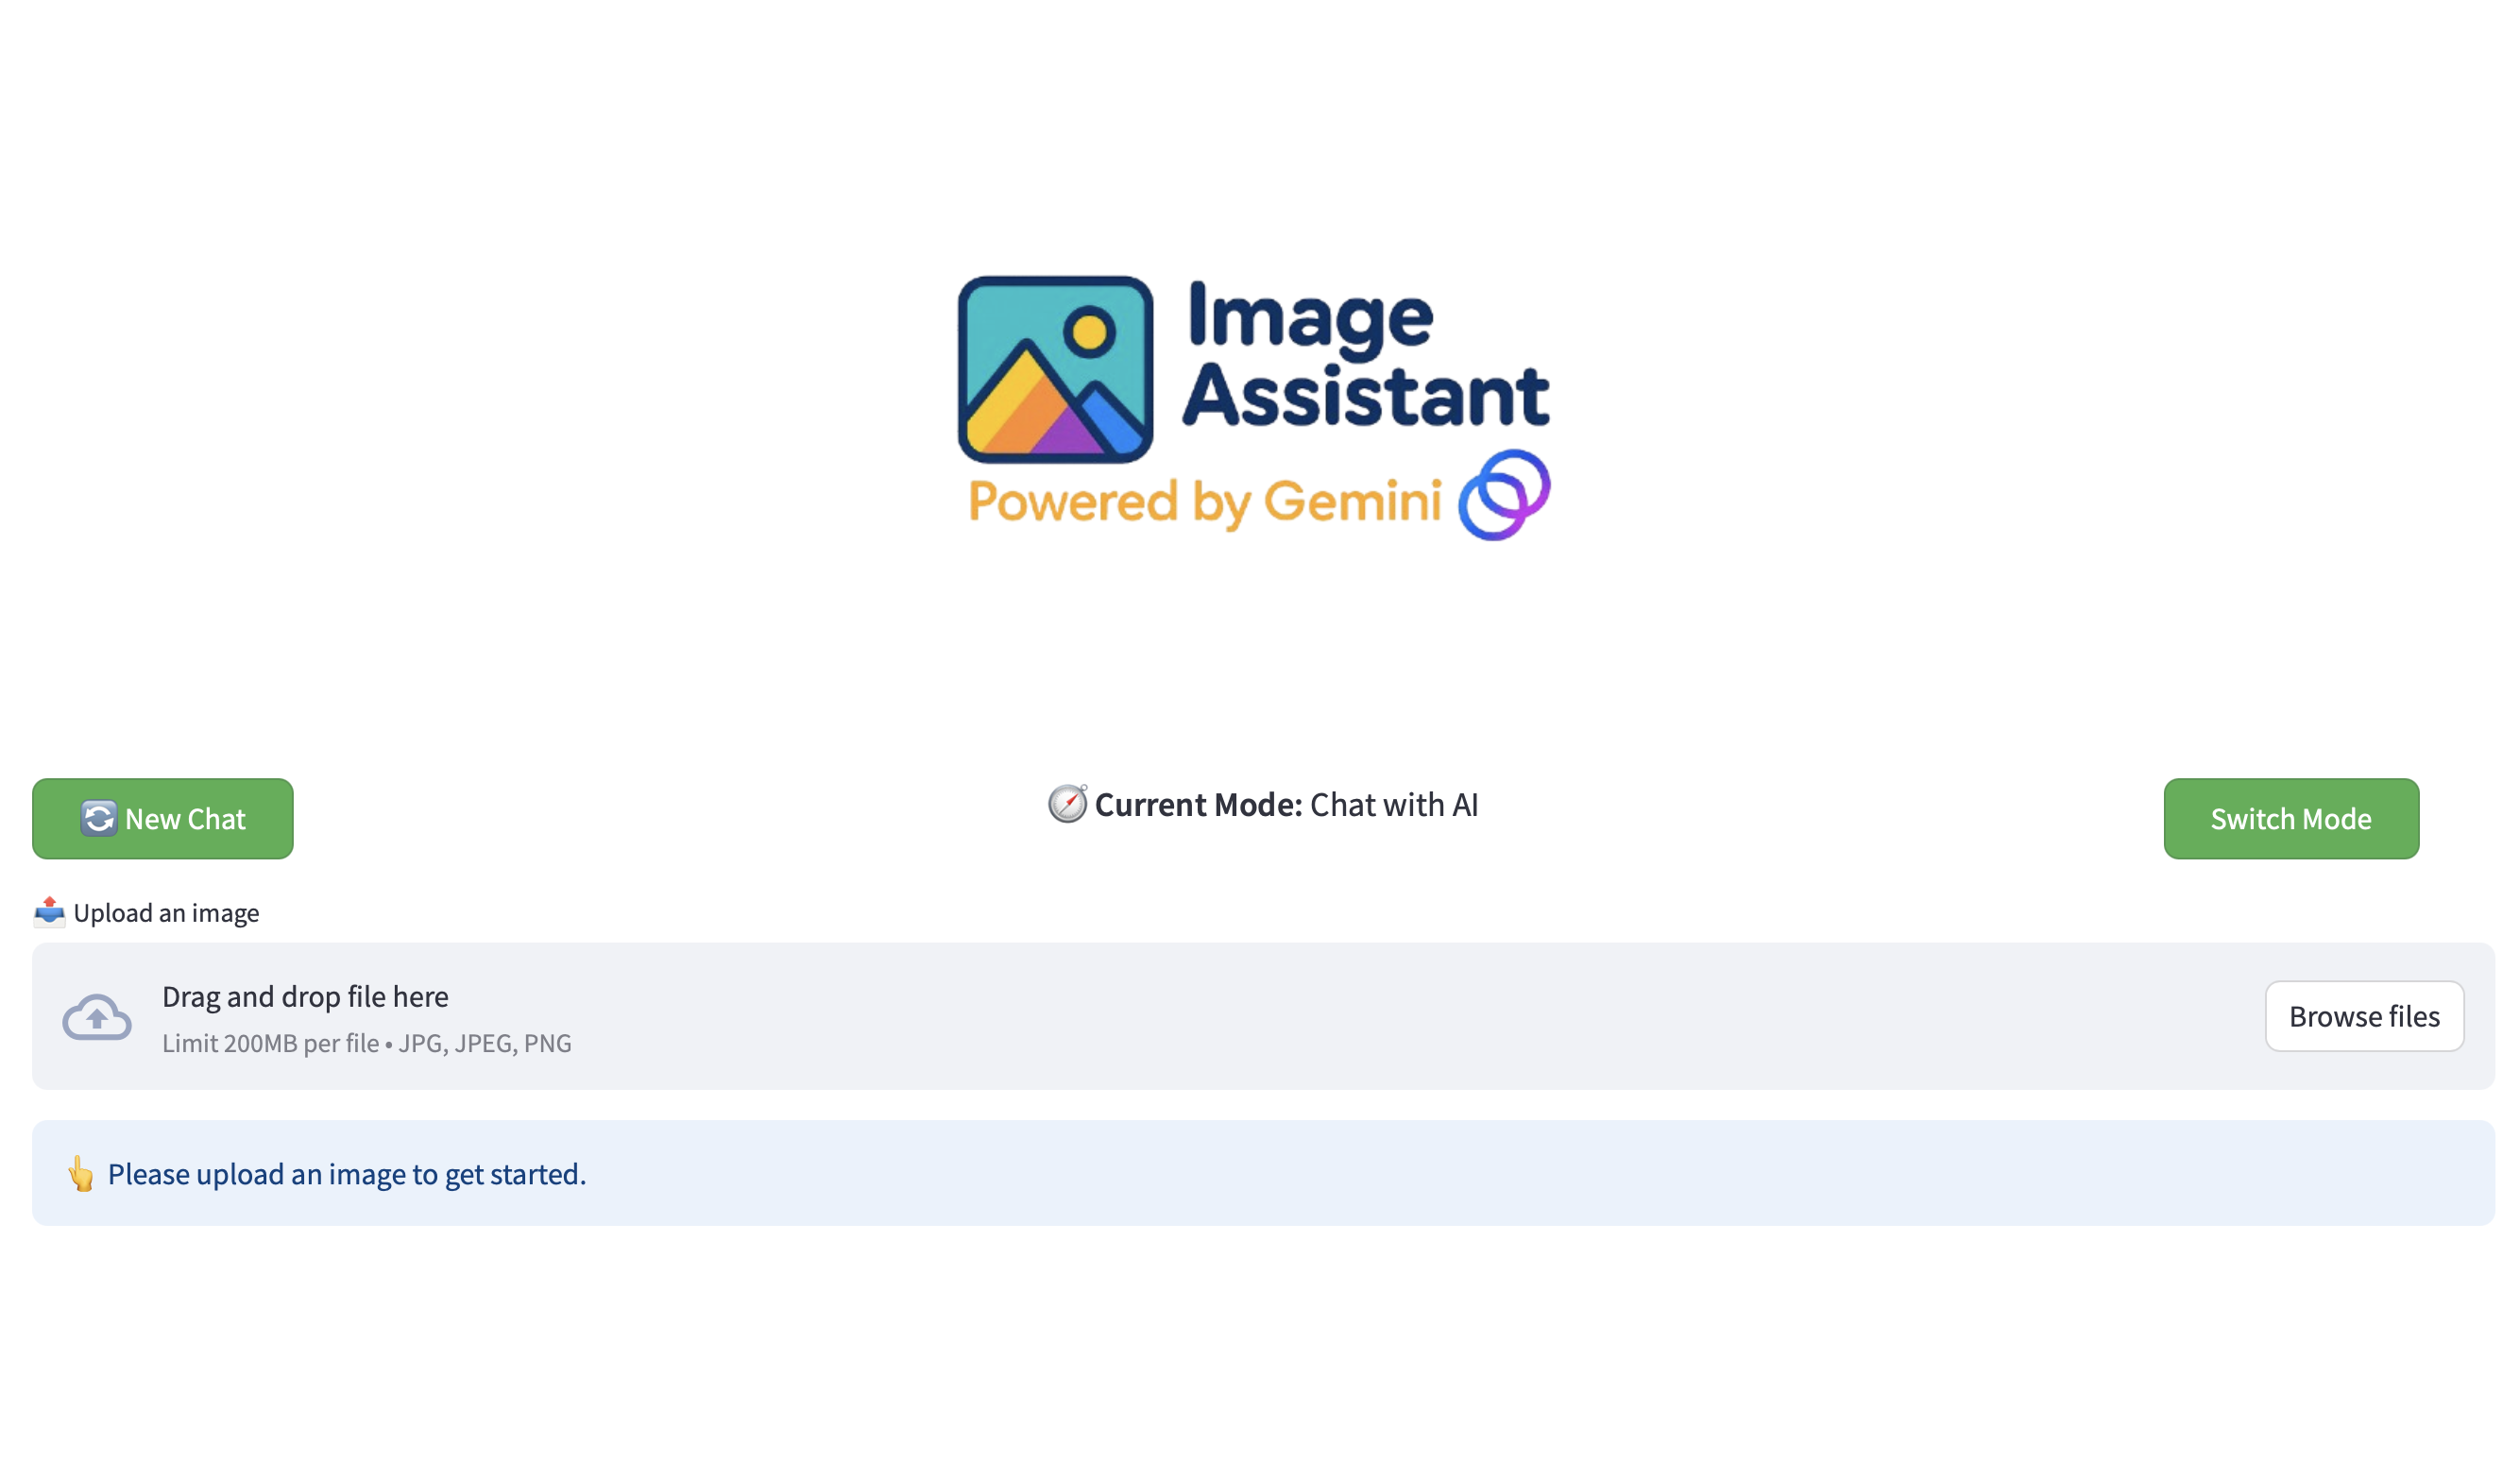 Image
Assistant
Powered by Gemini
New Chat
Current Mode: Chat with AI
Switch Mode
Upload an image
Drag and drop file here
Limit 200MB per file • JPG, JPEG, PNG
Browse files
Please upload an image to get started.